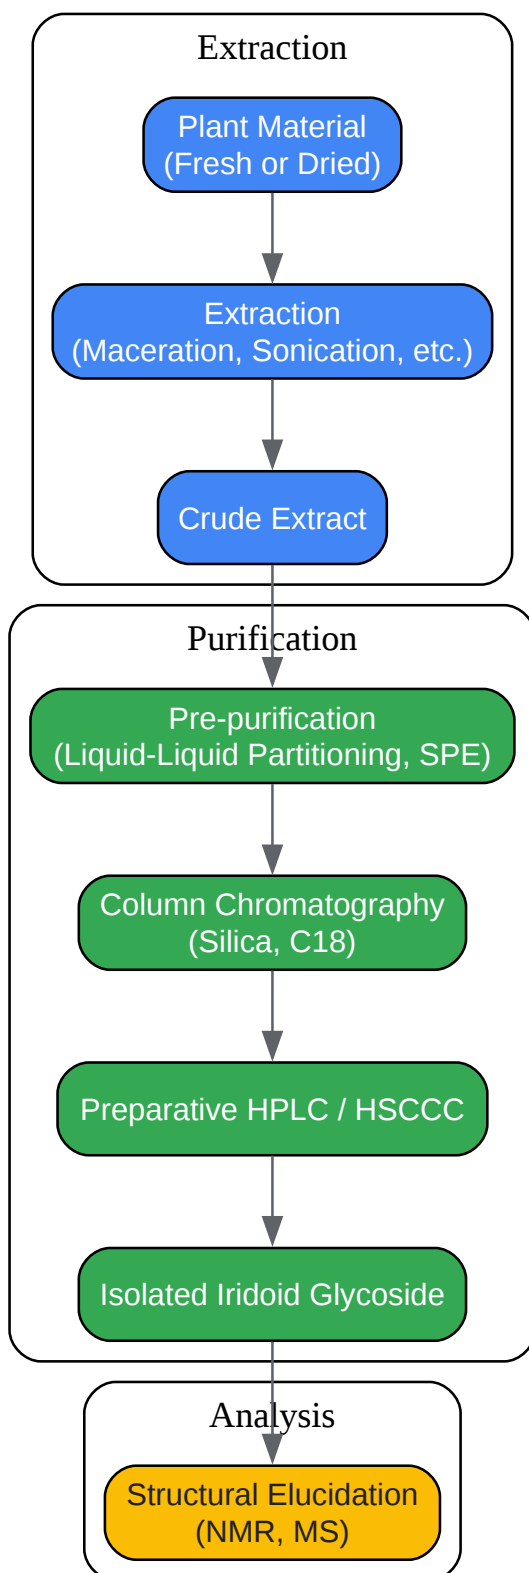 Extraction
Plant Material
(Fresh or Dried)
Extraction
(Maceration, Sonication, etc.)
Crude Extract
Purification
Pre-purification
(Liquid-Liquid Partitioning, SPE)
Column Chromatography
(Silica, C18)
Preparative HPLC / HSCCC
Isolated Iridoid Glycoside
Analysis
Structural Elucidation
(NMR, MS)